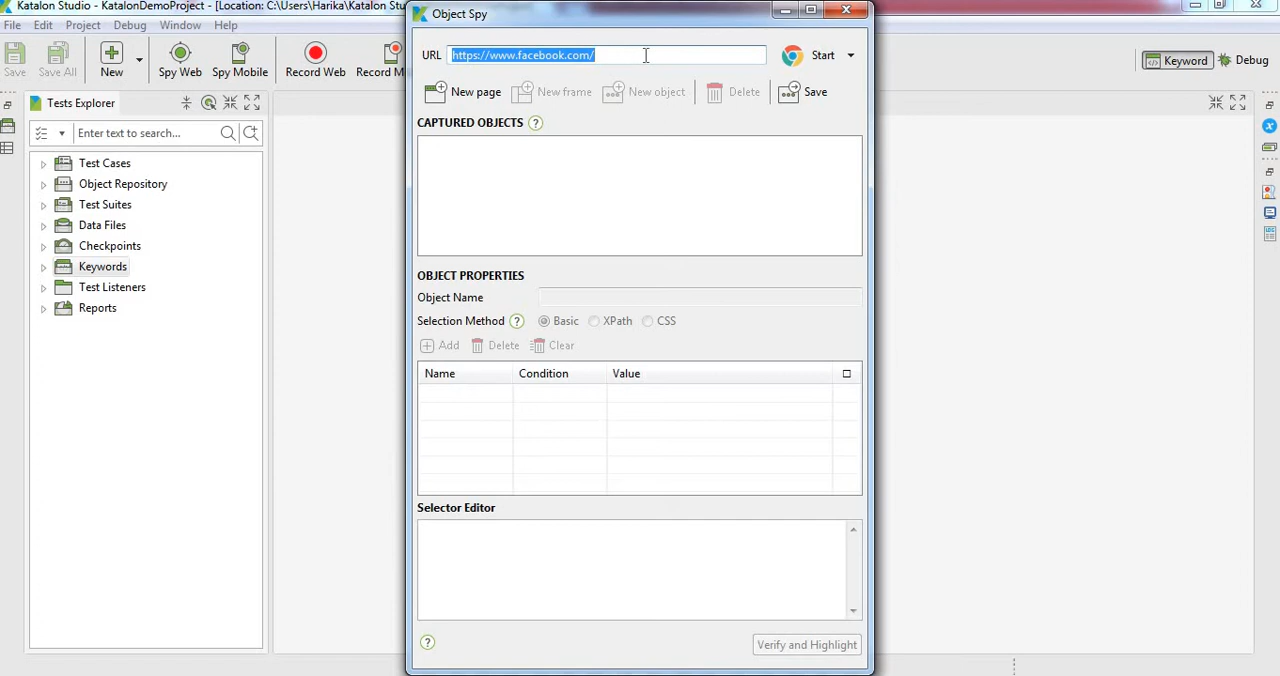 Katalon Studio - KatalonDemoProject - [Location: C:\Users\Harika\Katalon Stu
File Edit Project Debug Window Help
Save Save All New Spy Web Spy Mobile Record Web Record M
Keyword Debug
Tests Explorer
Enter text to search...
Test Cases
Object Repository
Test Suites
Data Files
Checkpoints
Keywords
Test Listeners
Reports
Object Spy
URL https://www.facebook.com/ Start
New page New frame New object Delete Save
CAPTURED OBJECTS ?
OBJECT PROPERTIES
Object Name
Selection Method ? Basic XPath CSS
Add Delete Clear
Name Condition Value
Selector Editor
? Verify and Highlight